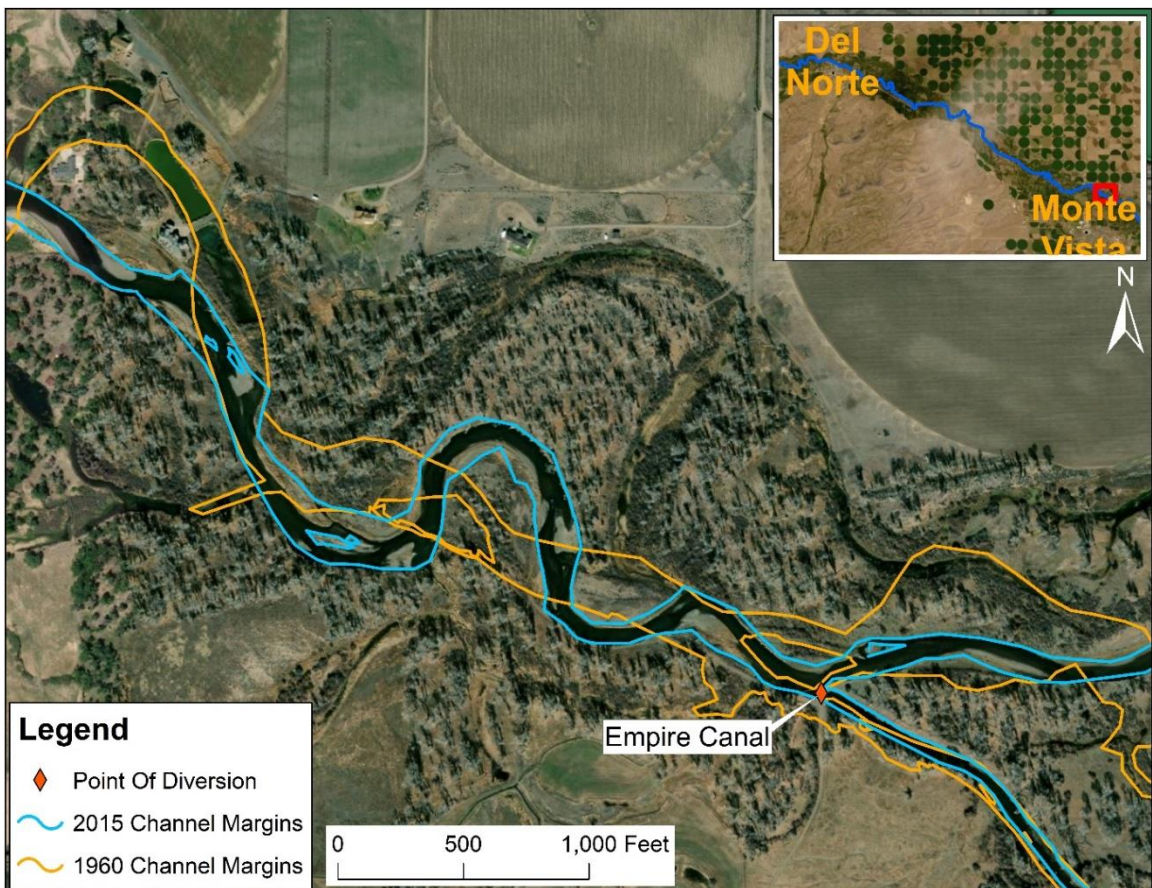 Del
Norte
Monte
Vista
N
Empire Canal
Legend
Point Of Diversion
2015 Channel Margins
1960 Channel Margins
0 500 1,000 Feet